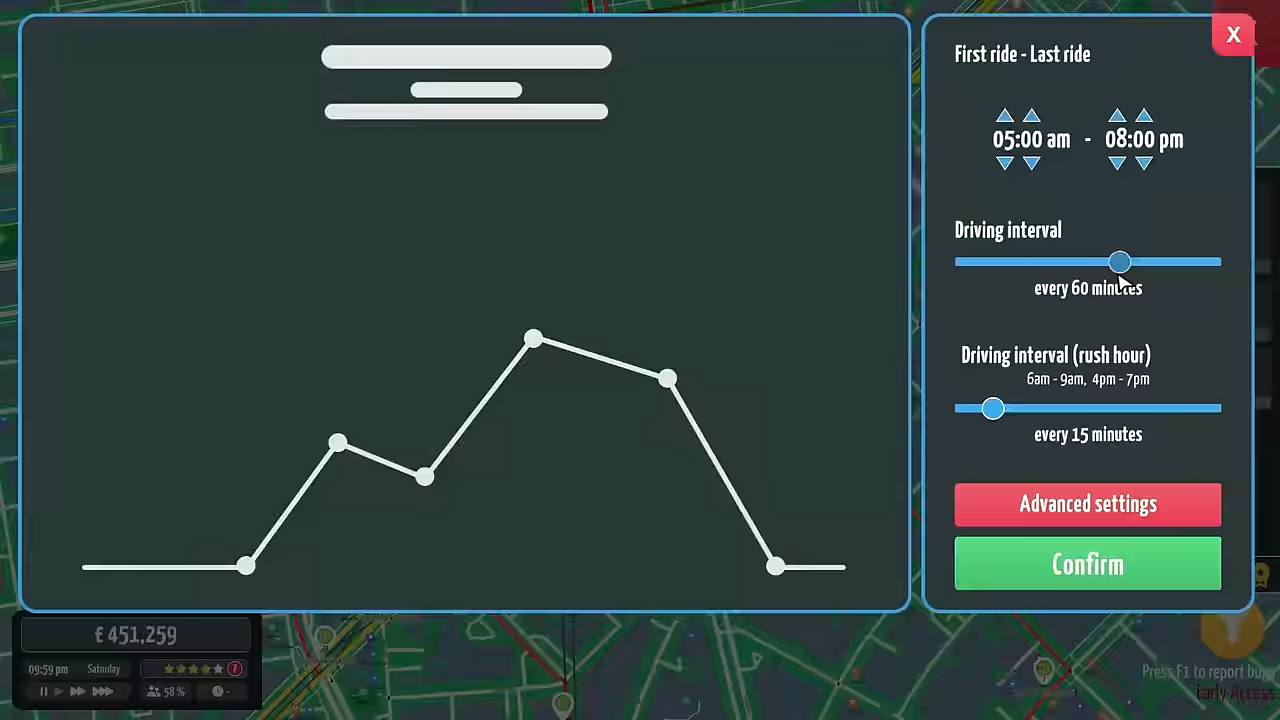 X
First ride - Last ride
05:00 am - 08:00 pm
Driving interval
every 60 minutes
Driving interval (rush hour)
6am - 9am, 4pm - 7pm
every 15 minutes
Advanced settings
Confirm
£ 451,259
09:59 pm Saturday 7
58 % -
Press F1 to report bugs
Early Access